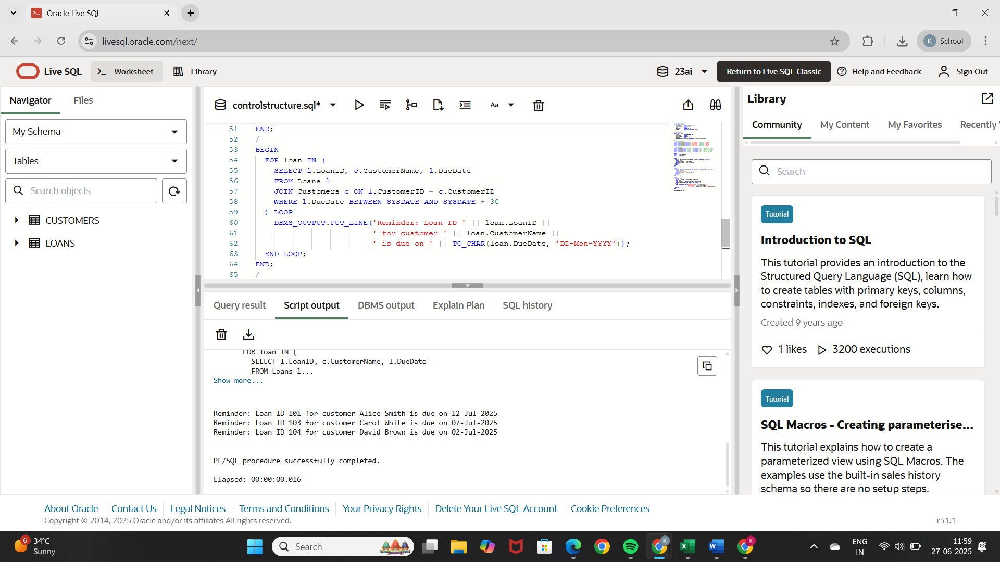 Oracle Live SQL
livesql.oracle.com/next/
K School
Live SQL
Worksheet
Library
23ai
Return to Live SQL Classic
Help and Feedback
Sign Out
Navigator
Files
My Schema
Tables
Search objects
CUSTOMERS
LOANS
controlstructure.sql*
Aa
51 END;
52 /
53 BEGIN
54 FOR loan IN (
55 SELECT l.LoanID, c.CustomerName, l.DueDate
56 FROM Loans l
57 JOIN Customers c ON l.CustomerID = c.CustomerID
58 WHERE l.DueDate BETWEEN SYSDATE AND SYSDATE + 30
59 ) LOOP
60 DBMS_OUTPUT.PUT_LINE('Reminder: Loan ID ' || loan.LoanID ||
61 ' for customer ' || loan.CustomerName ||
62 ' is due on ' || TO_CHAR(loan.DueDate, 'DD-Mon-YYYY'));
63 END LOOP;
64 END;
65 /
Query result
Script output
DBMS output
Explain Plan
SQL history
FOR loan IN (
SELECT l.LoanID, c.CustomerName, l.DueDate
FROM Loans l...
Show more...
Reminder: Loan ID 101 for customer Alice Smith is due on 12-Jul-2025
Reminder: Loan ID 103 for customer Carol White is due on 07-Jul-2025
Reminder: Loan ID 104 for customer David Brown is due on 02-Jul-2025
PL/SQL procedure successfully completed.
Elapsed: 00:00:00.016
Library
Community
My Content
My Favorites
Recently
Search
Tutorial
Introduction to SQL
This tutorial provides an introduction to the
Structured Query Language (SQL), learn how
to create tables with primary keys, columns,
constraints, indexes, and foreign keys.
Created 9 years ago
1 likes
3200 executions
Tutorial
SQL Macros - Creating parameterise...
This tutorial explains how to create a
parameterized view using SQL Macros. The
examples use the built-in sales history
schema so there are no setup steps.
About Oracle
Contact Us
Legal Notices
Terms and Conditions
Your Privacy Rights
Delete Your Live SQL Account
Cookie Preferences
Copyright © 2014, 2025 Oracle and/or its affiliates All rights reserved.
r31.1
6
34°C
Sunny
Search
K
K
ENG
IN
11:59
27-06-2025